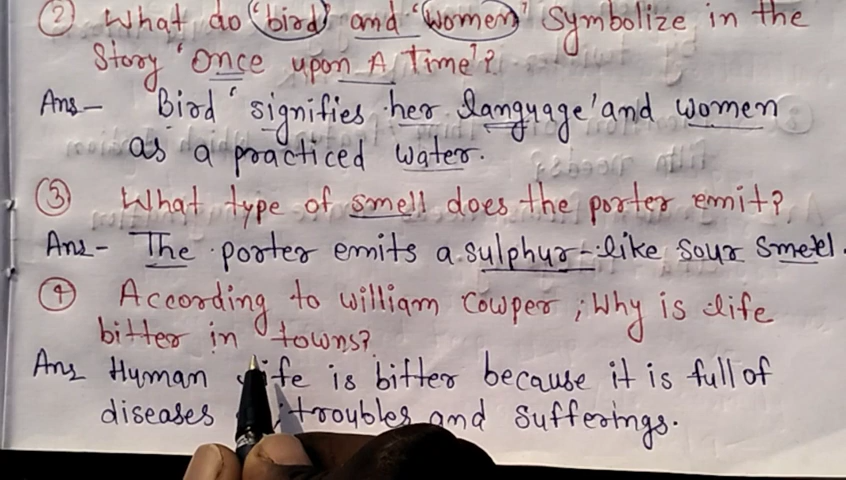 ② What do 'bird' and 'women' symbolize in the
Story 'Once upon A Time'?
Ans- Bird 'signifies her language' and women
as a practiced water.
③ What type of smell does the porter emit?
Ans- The porter emits a sulphur-like sour smell.
④ According to william Cowper; Why is life
bitter in towns?
Ans Human life is bitter because it is full of
diseases troubles and sufferings.